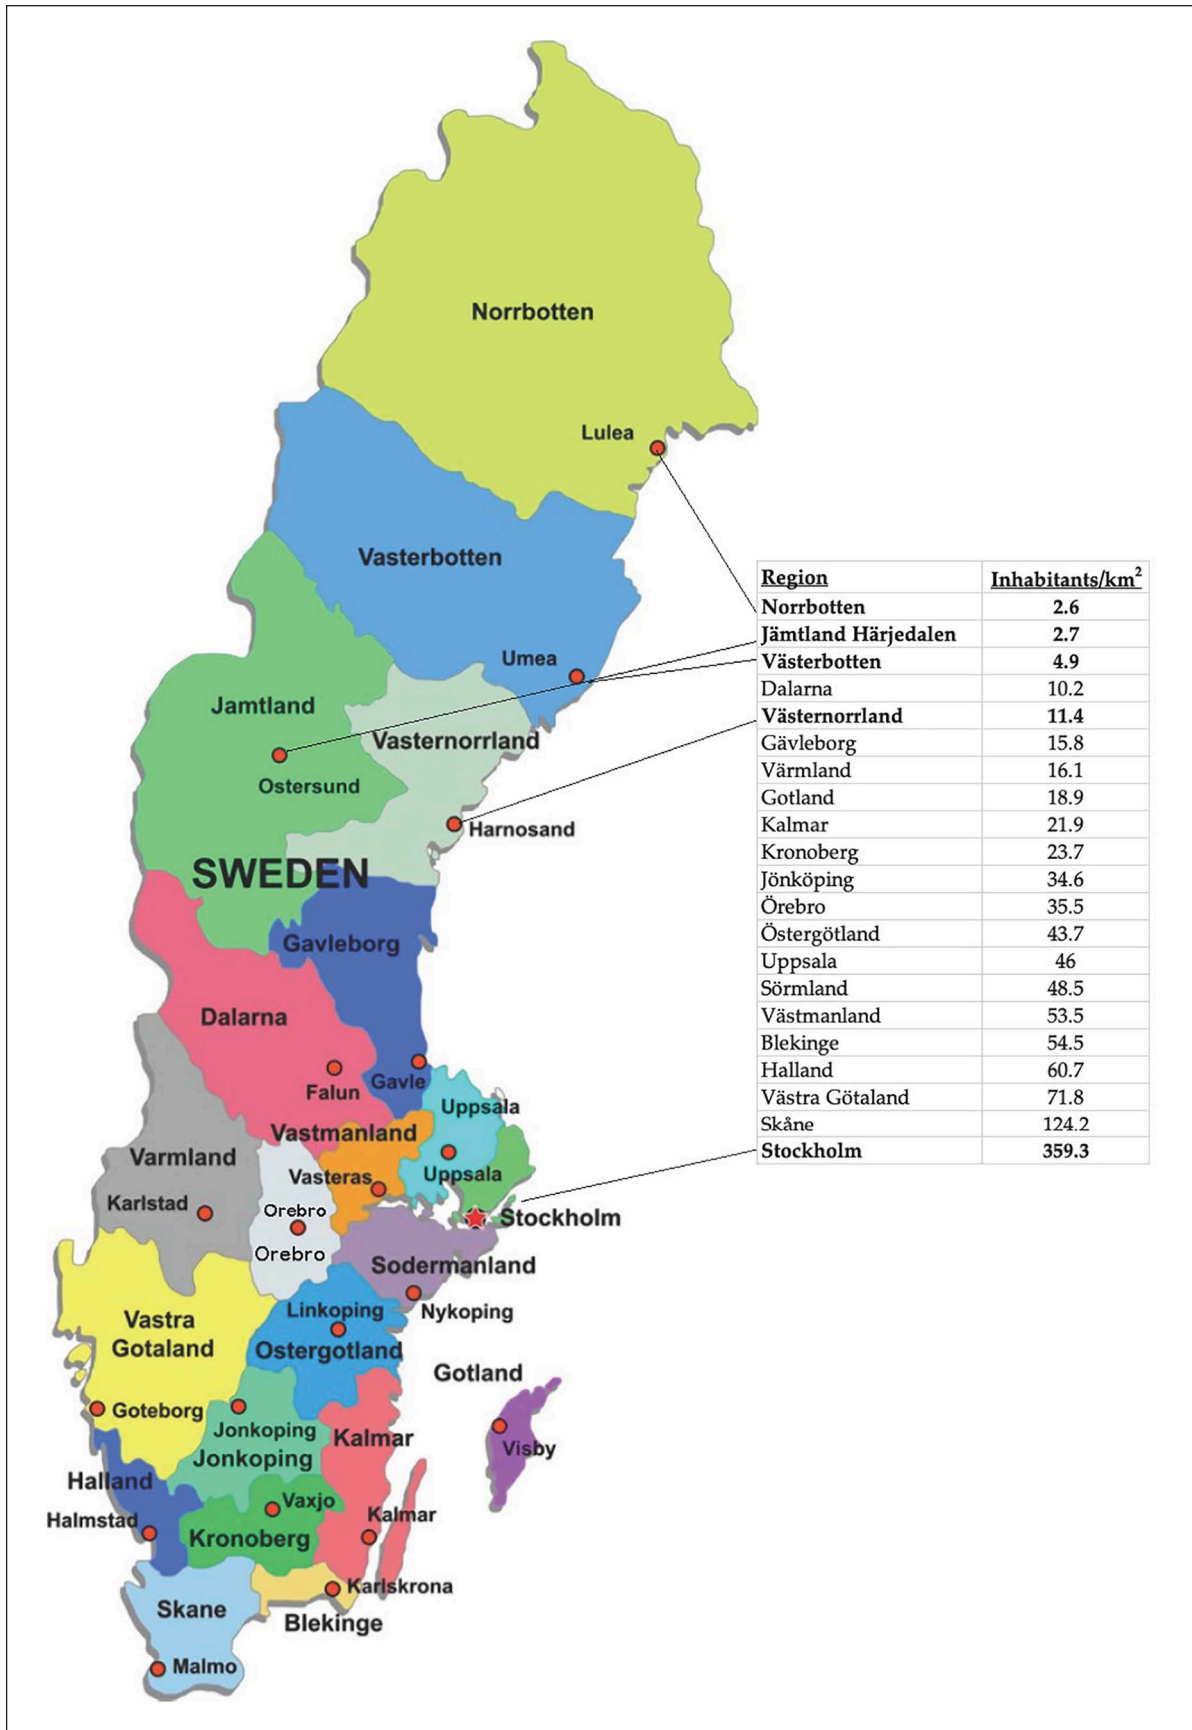 Norrbotten
Lulea
Vasterbotten
Umea
Jamtland
Vasternorrland
Ostersund
Harnosand
SWEDEN
Gavleborg
Dalarna
Gavle
Falun
Uppsala
Vastmanland
Varmland
Vasteras
Uppsala
Karlstad
Orebro
Stockholm
Orebro
Sodermanland
Linkoping
Nykoping
Vastra
Gotaland
Ostergotland
Gotland
Goteborg
Jonkoping
Kalmar
Visby
Jonkoping
Halland
Vaxjo
Kalmar
Halmstad
Kronoberg
Karlskrona
Skane
Blekinge
Malmo
Region Inhabitants/km²
Norrbotten 2.6
Jämtland Härjedalen 2.7
Västerbotten 4.9
Dalarna 10.2
Västernorrland 11.4
Gävleborg 15.8
Värmland 16.1
Gotland 18.9
Kalmar 21.9
Kronoberg 23.7
Jönköping 34.6
Örebro 35.5
Östergötland 43.7
Uppsala 46
Sörmland 48.5
Västmanland 53.5
Blekinge 54.5
Halland 60.7
Västra Götaland 71.8
Skåne 124.2
Stockholm 359.3